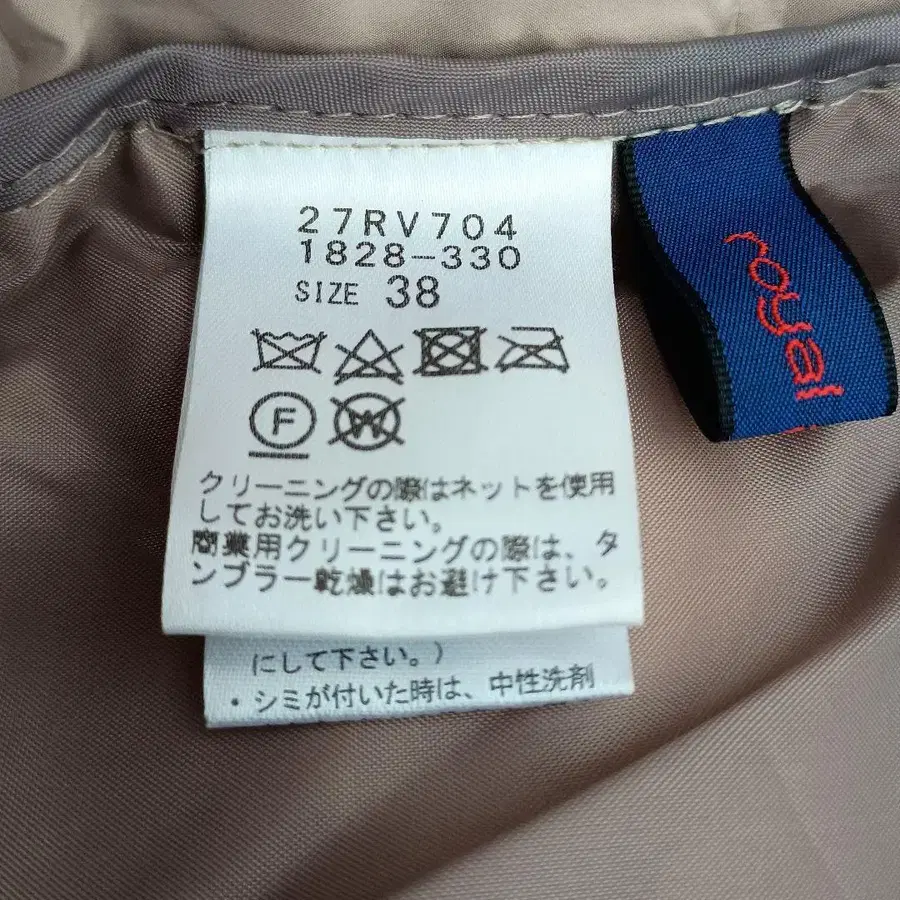 27RV704
1828-330
SIZE 38
F
W
クリーニングの際はネットを使用
してお洗い下さい。
商業用クリーニングの際は、タ
ンブラー乾燥はお避け下さい。
にして下さい。)
・シミが付いた時は、中性洗剤
royal